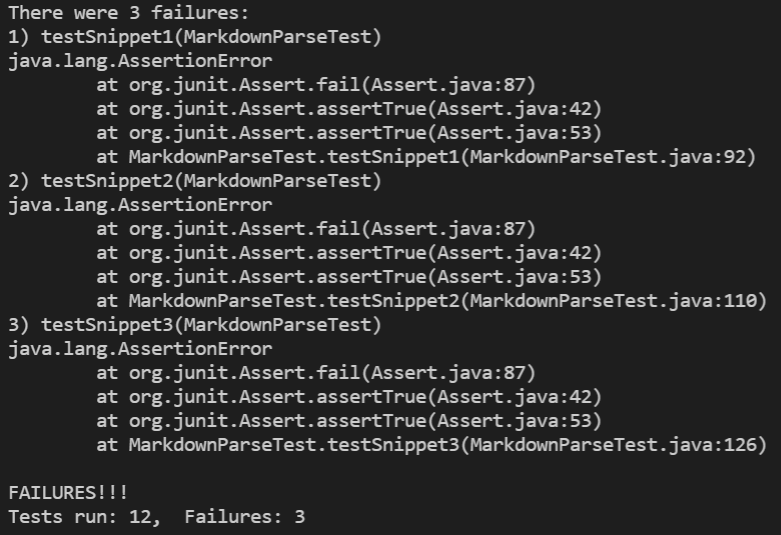 There were 3 failures:
1) testSnippet1(MarkdownParseTest)
java.lang.AssertionError
        at org.junit.Assert.fail(Assert.java:87)
        at org.junit.Assert.assertTrue(Assert.java:42)
        at org.junit.Assert.assertTrue(Assert.java:53)
        at MarkdownParseTest.testSnippet1(MarkdownParseTest.java:92)
2) testSnippet2(MarkdownParseTest)
java.lang.AssertionError
        at org.junit.Assert.fail(Assert.java:87)
        at org.junit.Assert.assertTrue(Assert.java:42)
        at org.junit.Assert.assertTrue(Assert.java:53)
        at MarkdownParseTest.testSnippet2(MarkdownParseTest.java:110)
3) testSnippet3(MarkdownParseTest)
java.lang.AssertionError
        at org.junit.Assert.fail(Assert.java:87)
        at org.junit.Assert.assertTrue(Assert.java:42)
        at org.junit.Assert.assertTrue(Assert.java:53)
        at MarkdownParseTest.testSnippet3(MarkdownParseTest.java:126)

FAILURES!!!
Tests run: 12,  Failures: 3